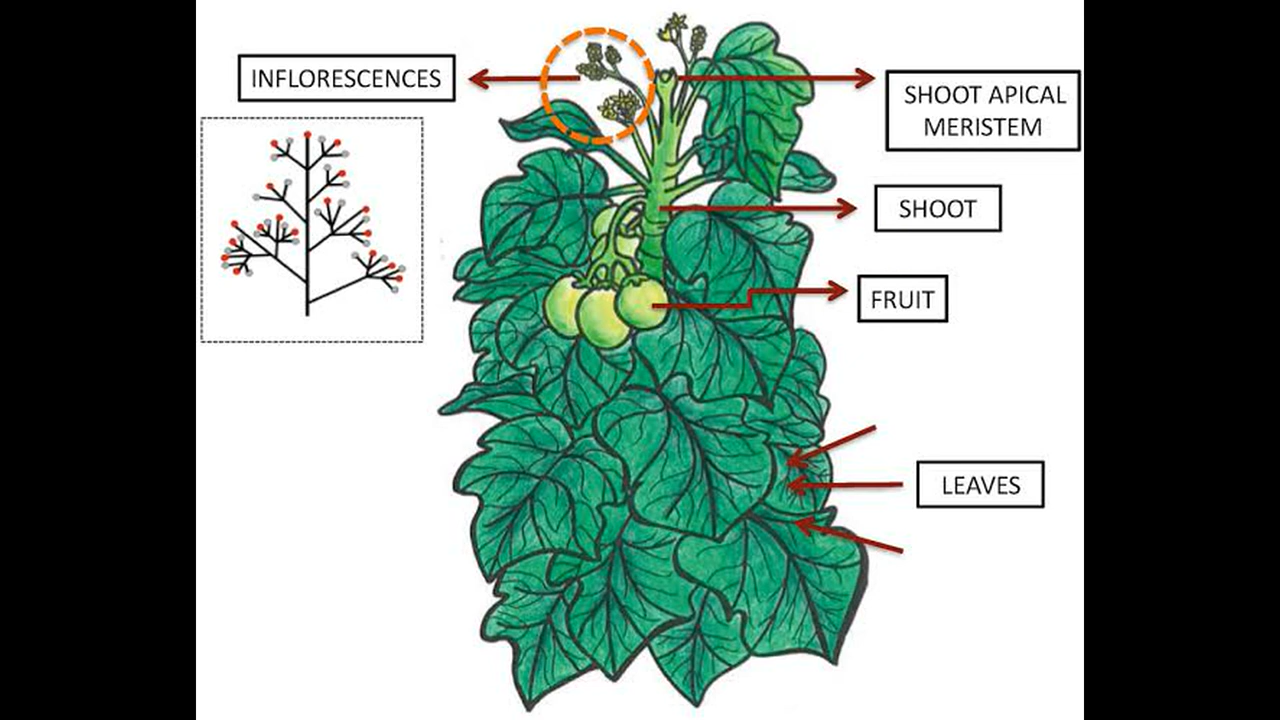 INFLORESCENCES
SHOOT APICAL
MERISTEM
SHOOT
FRUIT
LEAVES